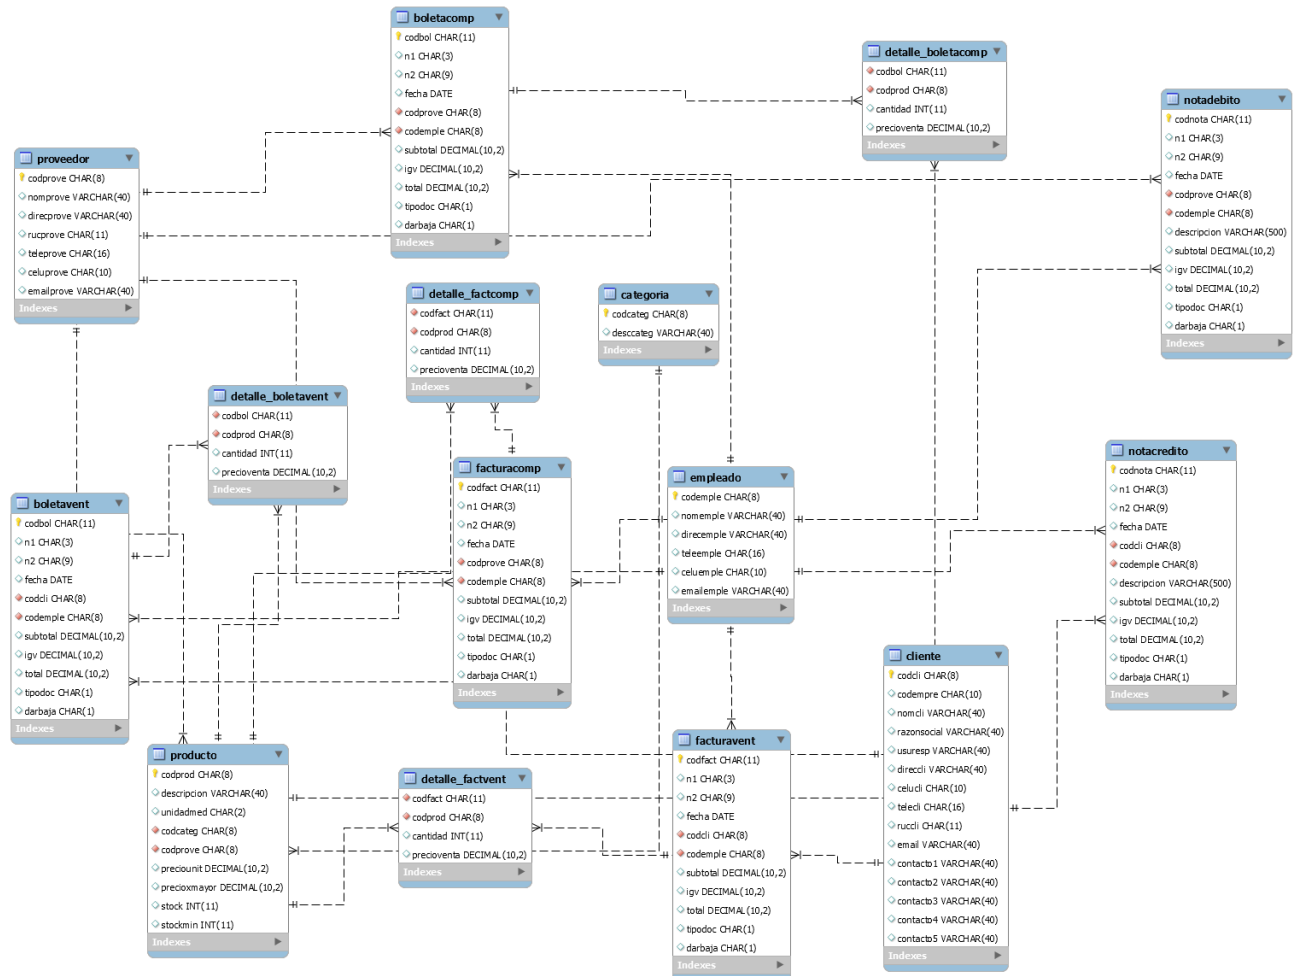 boletacomp
codbol CHAR(11)
n1 CHAR(3)
n2 CHAR(9)
fecha DATE
codprove CHAR(8)
codemple CHAR(8)
subtotal DECIMAL(10,2)
igv DECIMAL(10,2)
total DECIMAL(10,2)
tipodoc CHAR(1)
darbaja CHAR(1)
Indexes
detalle_boletacomp
codbol CHAR(11)
codprod CHAR(8)
cantidad INT(11)
precioventa DECIMAL(10,2)
Indexes
notadebito
codnota CHAR(11)
n1 CHAR(3)
n2 CHAR(9)
fecha DATE
codprove CHAR(8)
codemple CHAR(8)
descripcion VARCHAR(500)
subtotal DECIMAL(10,2)
igv DECIMAL(10,2)
total DECIMAL(10,2)
tipodoc CHAR(1)
darbaja CHAR(1)
Indexes
proveedor
codprove CHAR(8)
nomprove VARCHAR(40)
direcprove VARCHAR(40)
rucprove CHAR(11)
teleprove CHAR(16)
celuprove CHAR(10)
emailprove VARCHAR(40)
Indexes
detalle_factcomp
codfact CHAR(11)
codprod CHAR(8)
cantidad INT(11)
precioventa DECIMAL(10,2)
Indexes
categoria
codcateg CHAR(8)
desccateg VARCHAR(40)
Indexes
detalle_boletavent
codbol CHAR(11)
codprod CHAR(8)
cantidad INT(11)
precioventa DECIMAL(10,2)
Indexes
facturacomp
codfact CHAR(11)
n1 CHAR(3)
n2 CHAR(9)
fecha DATE
codprove CHAR(8)
codemple CHAR(8)
subtotal DECIMAL(10,2)
igv DECIMAL(10,2)
total DECIMAL(10,2)
tipodoc CHAR(1)
darbaja CHAR(1)
Indexes
empleado
codemple CHAR(8)
nomemple VARCHAR(40)
direcemple VARCHAR(40)
teleemple CHAR(16)
celuemple CHAR(10)
emailemple VARCHAR(40)
Indexes
notacredito
codnota CHAR(11)
n1 CHAR(3)
n2 CHAR(9)
fecha DATE
codcli CHAR(8)
codemple CHAR(8)
descripcion VARCHAR(500)
subtotal DECIMAL(10,2)
igv DECIMAL(10,2)
total DECIMAL(10,2)
tipodoc CHAR(1)
darbaja CHAR(1)
Indexes
boletavent
codbol CHAR(11)
n1 CHAR(3)
n2 CHAR(9)
fecha DATE
codcli CHAR(8)
codemple CHAR(8)
subtotal DECIMAL(10,2)
igv DECIMAL(10,2)
total DECIMAL(10,2)
tipodoc CHAR(1)
darbaja CHAR(1)
Indexes
cliente
codcli CHAR(8)
codempre CHAR(10)
nomcli VARCHAR(40)
razonsocial VARCHAR(40)
usuresp VARCHAR(40)
direccli VARCHAR(40)
celucli CHAR(10)
telecli CHAR(16)
ruccli CHAR(11)
email VARCHAR(40)
contacto1 VARCHAR(40)
contacto2 VARCHAR(40)
contacto3 VARCHAR(40)
contacto4 VARCHAR(40)
contacto5 VARCHAR(40)
Indexes
producto
codprod CHAR(8)
descripcion VARCHAR(40)
unidadmed CHAR(2)
codcateg CHAR(8)
codprove CHAR(8)
preciounit DECIMAL(10,2)
precioxmayor DECIMAL(10,2)
stock INT(11)
stockmin INT(11)
Indexes
detalle_factvent
codfact CHAR(11)
codprod CHAR(8)
cantidad INT(11)
precioventa DECIMAL(10,2)
Indexes
facturavent
codfact CHAR(11)
n1 CHAR(3)
n2 CHAR(9)
fecha DATE
codcli CHAR(8)
codemple CHAR(8)
subtotal DECIMAL(10,2)
igv DECIMAL(10,2)
total DECIMAL(10,2)
tipodoc CHAR(1)
darbaja CHAR(1)
Indexes